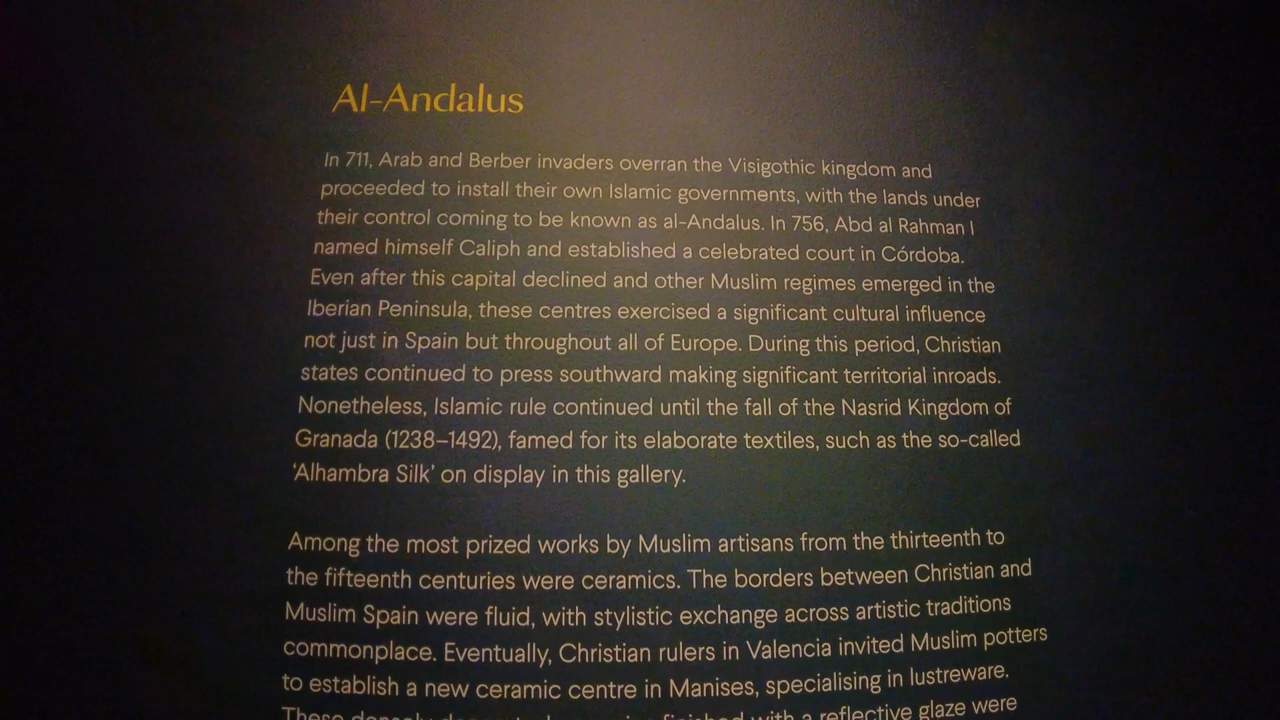 Al-Andalus
In 711, Arab and Berber invaders overran the Visigothic kingdom and
proceeded to install their own Islamic governments, with the lands under
their control coming to be known as al-Andalus. In 756, Abd al Rahman I
named himself Caliph and established a celebrated court in Córdoba.
Even after this capital declined and other Muslim regimes emerged in the
Iberian Peninsula, these centres exercised a significant cultural influence
not just in Spain but throughout all of Europe. During this period, Christian
states continued to press southward making significant territorial inroads.
Nonetheless, Islamic rule continued until the fall of the Nasrid Kingdom of
Granada (1238–1492), famed for its elaborate textiles, such as the so-called
‘Alhambra Silk’ on display in this gallery.
Among the most prized works by Muslim artisans from the thirteenth to
the fifteenth centuries were ceramics. The borders between Christian and
Muslim Spain were fluid, with stylistic exchange across artistic traditions
commonplace. Eventually, Christian rulers in Valencia invited Muslim potters
to establish a new ceramic centre in Manises, specialising in lustreware.
These densely finished with a reflective glaze were